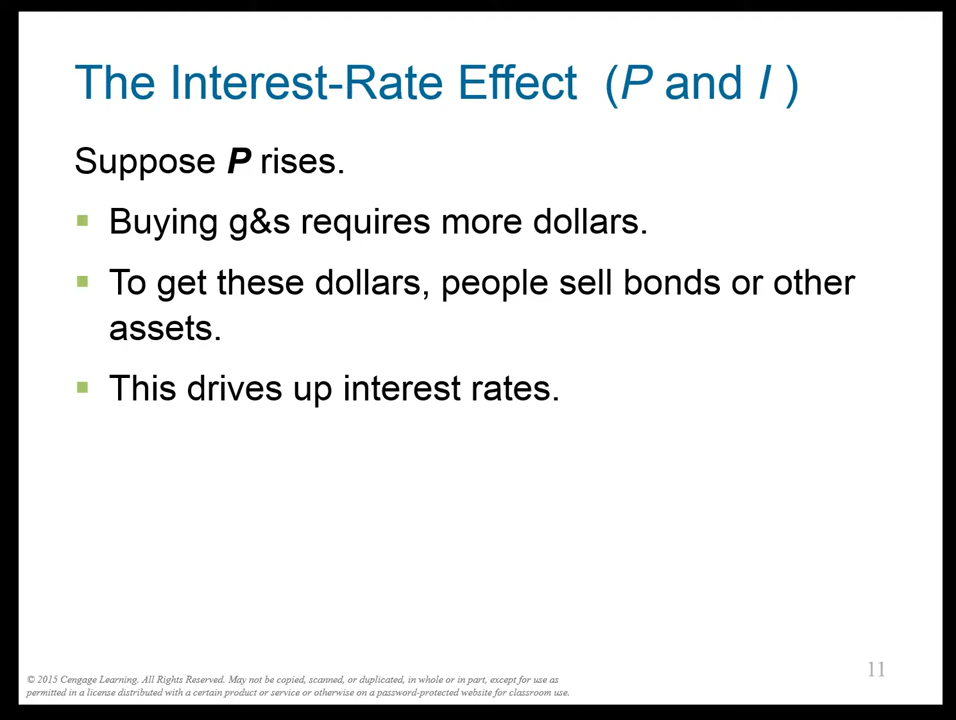 The Interest-Rate Effect (P and I )
Suppose P rises.
▪ Buying g&s requires more dollars.
▪ To get these dollars, people sell bonds or other
assets.
▪ This drives up interest rates.
© 2015 Cengage Learning. All Rights Reserved. May not be copied, scanned, or duplicated, in whole or in part, except for use as
permitted in a license distributed with a certain product or service or otherwise on a password-protected website for classroom use.
11